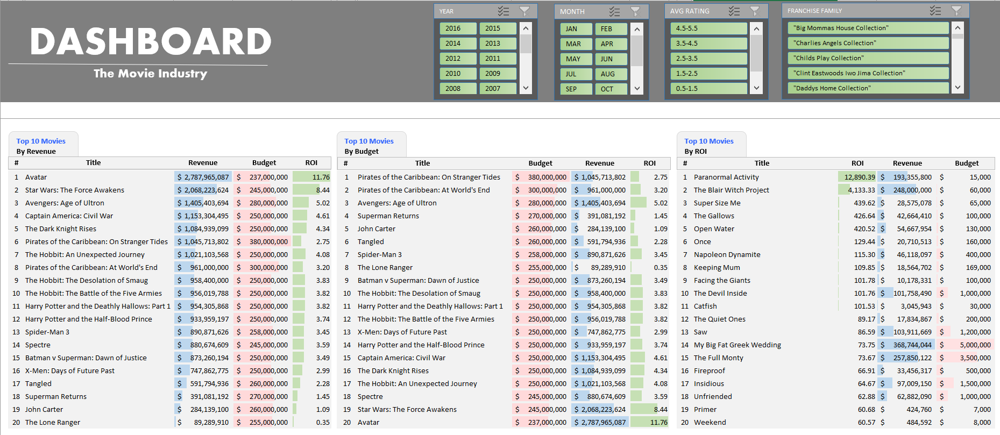 DASHBOARD
The Movie Industry
YEAR
2016 2015
2014 2013
2012 2011
2010 2009
2008 2007
MONTH
JAN FEB
MAR APR
MAY JUN
JUL AUG
SEP OCT
AVG RATING
4.5-5.5
3.5-4.5
2.5-3.5
1.5-2.5
0.5-1.5
FRANCHISE FAMILY
"Big Mommas House Collection"
"Charlies Angels Collection"
"Childs Play Collection"
"Clint Eastwoods Iwo Jima Collection"
"Daddys Home Collection"
Top 10 Movies
By Revenue
# Title Revenue Budget ROI
1 Avatar $ 2,787,965,087 $ 237,000,000 11.76
2 Star Wars: The Force Awakens $ 2,068,223,624 $ 245,000,000 8.44
3 Avengers: Age of Ultron $ 1,405,403,694 $ 280,000,000 5.02
4 Captain America: Civil War $ 1,153,304,495 $ 250,000,000 4.61
5 The Dark Knight Rises $ 1,084,939,099 $ 250,000,000 4.34
6 Pirates of the Caribbean: On Stranger Tides $ 1,045,713,802 $ 380,000,000 2.75
7 The Hobbit: An Unexpected Journey $ 1,021,103,568 $ 250,000,000 4.08
8 Pirates of the Caribbean: At World's End $ 961,000,000 $ 300,000,000 3.20
9 The Hobbit: The Desolation of Smaug $ 958,400,000 $ 250,000,000 3.83
10 The Hobbit: The Battle of the Five Armies $ 956,019,788 $ 250,000,000 3.82
11 Harry Potter and the Deathly Hallows: Part 1 $ 954,305,868 $ 250,000,000 3.82
12 Harry Potter and the Half-Blood Prince $ 933,959,197 $ 250,000,000 3.74
13 Spider-Man 3 $ 890,871,626 $ 258,000,000 3.45
14 Spectre $ 880,674,609 $ 245,000,000 3.59
15 Batman v Superman: Dawn of Justice $ 873,260,194 $ 250,000,000 3.49
16 X-Men: Days of Future Past $ 747,862,775 $ 250,000,000 2.99
17 Tangled $ 591,794,936 $ 260,000,000 2.28
18 Superman Returns $ 391,081,192 $ 270,000,000 1.45
19 John Carter $ 284,139,100 $ 260,000,000 1.09
20 The Lone Ranger $ 89,289,910 $ 255,000,000 0.35
Top 10 Movies
By Budget
# Title Budget Revenue ROI
1 Pirates of the Caribbean: On Stranger Tides $ 380,000,000 $ 1,045,713,802 2.75
2 Pirates of the Caribbean: At World's End $ 300,000,000 $ 961,000,000 3.20
3 Avengers: Age of Ultron $ 280,000,000 $ 1,405,403,694 5.02
4 Superman Returns $ 270,000,000 $ 391,081,192 1.45
5 John Carter $ 260,000,000 $ 284,139,100 1.09
6 Tangled $ 260,000,000 $ 591,794,936 2.28
7 Spider-Man 3 $ 258,000,000 $ 890,871,626 3.45
8 The Lone Ranger $ 255,000,000 $ 89,289,910 0.35
9 Batman v Superman: Dawn of Justice $ 250,000,000 $ 873,260,194 3.49
10 The Hobbit: The Desolation of Smaug $ 250,000,000 $ 958,400,000 3.83
11 Harry Potter and the Deathly Hallows: Part 1 $ 250,000,000 $ 954,305,868 3.82
12 The Hobbit: The Battle of the Five Armies $ 250,000,000 $ 956,019,788 3.82
13 X-Men: Days of Future Past $ 250,000,000 $ 747,862,775 2.99
14 Harry Potter and the Half-Blood Prince $ 250,000,000 $ 933,959,197 3.74
15 Captain America: Civil War $ 250,000,000 $ 1,153,304,495 4.61
16 The Dark Knight Rises $ 250,000,000 $ 1,084,939,099 4.34
17 The Hobbit: An Unexpected Journey $ 250,000,000 $ 1,021,103,568 4.08
18 Spectre $ 245,000,000 $ 880,674,609 3.59
19 Star Wars: The Force Awakens $ 245,000,000 $ 2,068,223,624 8.44
20 Avatar $ 237,000,000 $ 2,787,965,087 11.76
Top 10 Movies
By ROI
# Title ROI Revenue Budget
1 Paranormal Activity 12,890.39 $ 193,355,800 $ 15,000
2 The Blair Witch Project 4,133.33 $ 248,000,000 $ 60,000
3 Super Size Me 439.62 $ 28,575,078 $ 65,000
4 The Gallows 426.64 $ 42,664,410 $ 100,000
5 Open Water 420.52 $ 54,667,954 $ 130,000
6 Once 129.44 $ 20,710,513 $ 160,000
7 Napoleon Dynamite 115.30 $ 46,118,097 $ 400,000
8 Keeping Mum 109.85 $ 18,564,702 $ 169,000
9 Facing the Giants 101.78 $ 10,178,331 $ 100,000
10 The Devil Inside 101.76 $ 101,758,490 $ 1,000,000
11 Catfish 101.53 $ 3,045,943 $ 30,000
12 The Quiet Ones 89.17 $ 17,834,867 $ 200,000
13 Saw 86.59 $ 103,911,669 $ 1,200,000
14 My Big Fat Greek Wedding 73.75 $ 368,744,044 $ 5,000,000
15 The Full Monty 73.67 $ 257,850,122 $ 3,500,000
16 Fireproof 66.91 $ 33,456,317 $ 500,000
17 Insidious 64.67 $ 97,009,150 $ 1,500,000
18 Unfriended 62.88 $ 62,882,090 $ 1,000,000
19 Primer 60.68 $ 424,760 $ 7,000
20 Weekend 60.57 $ 484,592 $ 8,000